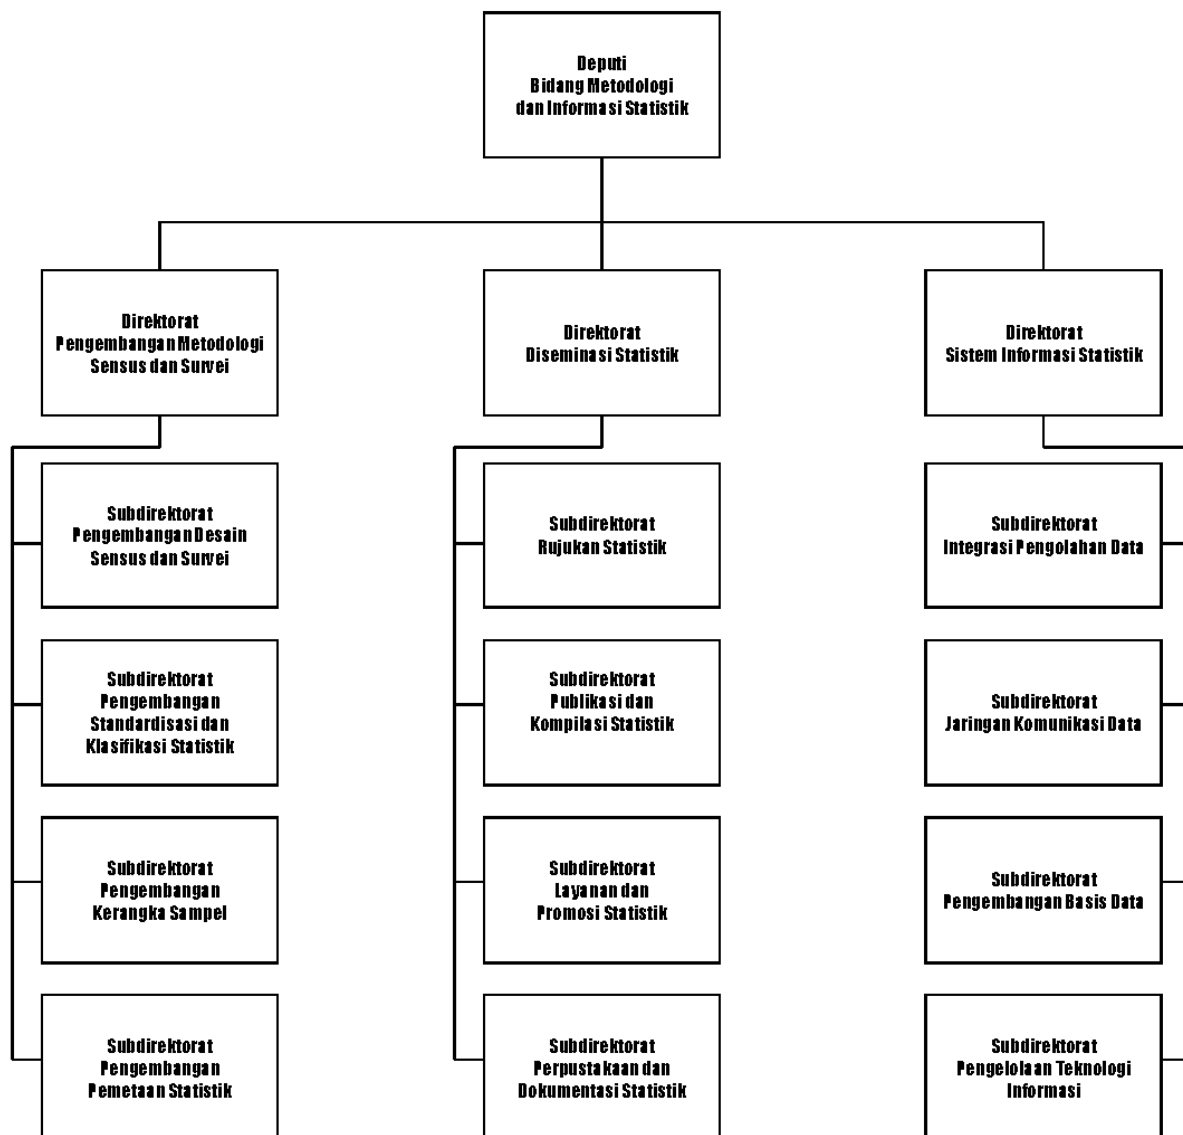 Deputi
Bidang Metodologi
dan Informasi Statistik
Direktorat
Pengembangan Metodologi
Sensus dan Survei
Direktorat
Diseminasi Statistik
Direktorat
Sistem Informasi Statistik
Subdirektorat
Pengembangan Desain
Sensus dan Survei
Subdirektorat
Rujukan Statistik
Subdirektorat
Integrasi Pengolahan Data
Subdirektorat
Pengembangan
Standardisasi dan
Klasifikasi Statistik
Subdirektorat
Publikasi dan
Kompilasi Statistik
Subdirektorat
Jaringan Komunikasi Data
Subdirektorat
Pengembangan
Kerangka Sampel
Subdirektorat
Layanan dan
Promosi Statistik
Subdirektorat
Pengembangan Basis Data
Subdirektorat
Pengembangan
Pemetaan Statistik
Subdirektorat
Perpustakaan dan
Dokumentasi Statistik
Subdirektorat
Pengelolaan Teknologi
Informasi